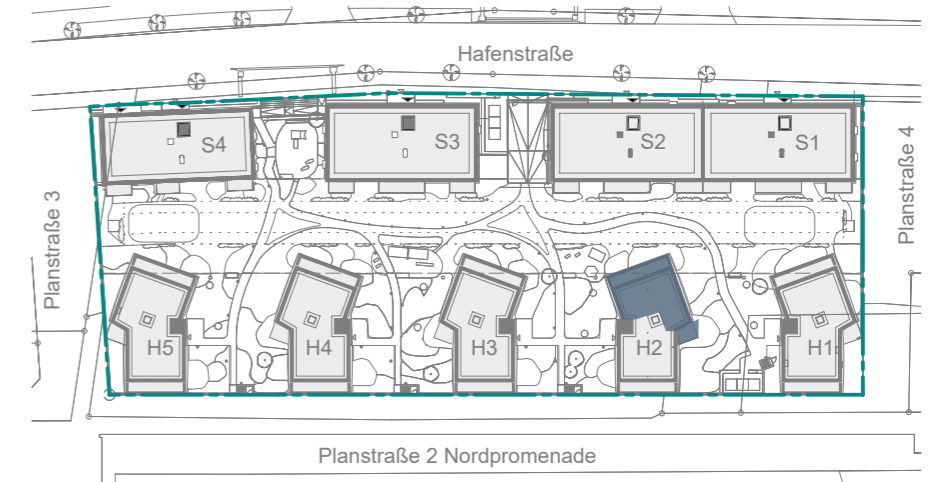 Hafenstraße
S4
S3
S2
S1
Planstraße 3
Planstraße 4
H5
H4
H3
H2
H1
Planstraße 2 Nordpromenade